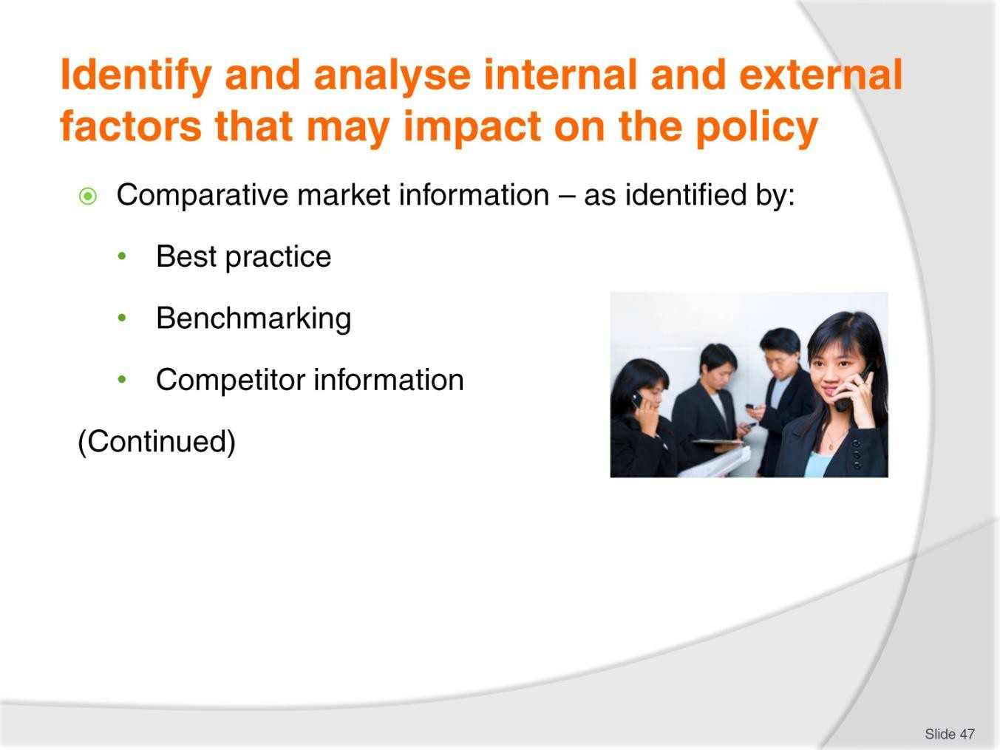 Identify and analyse internal and external
factors that may impact on the policy
Comparative market information – as identified by:
• Best practice
• Benchmarking
• Competitor information
(Continued)
Slide 47